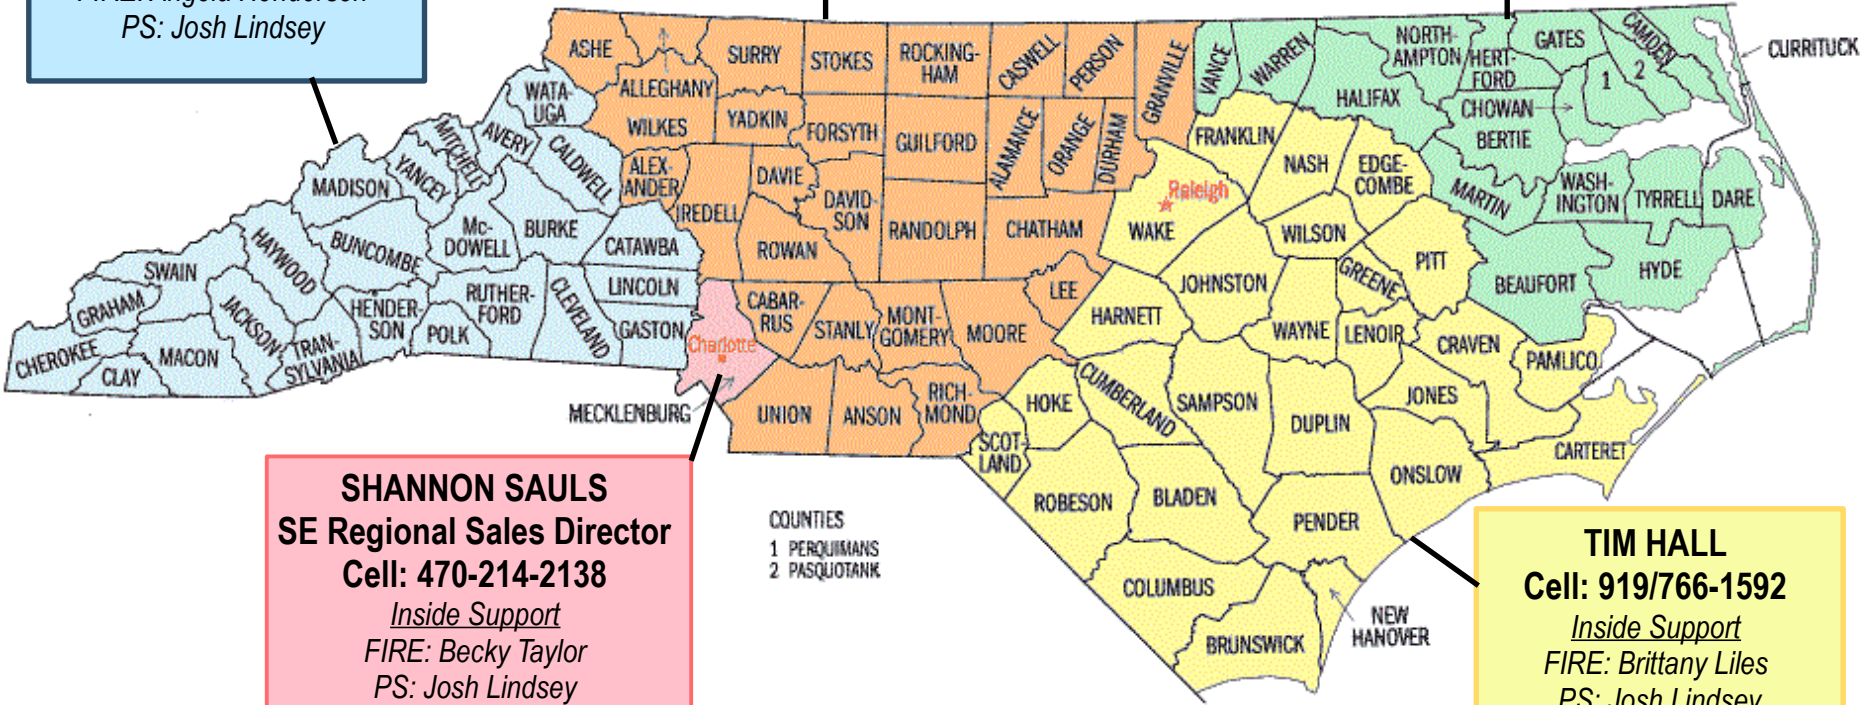 PS: Josh Lindsey
ASHE
ALLEGHANY
SURRY
STOKES
ROCKING-
HAM
CASWELL
PERSON
GRANVILLE
VANCE
WARREN
NORTH-
AMPTON
HERT-
FORD
GATES
CAMDEN
CURRITUCK
1
2
WATA-
UGA
WILKES
YADKIN
FORSYTH
GUILFORD
ALAMANCE
ORANGE
DURHAM
FRANKLIN
HALIFAX
CHOWAN
BERTIE
MITCHELL
AVERY
CALDWELL
ALEX-
ANDER
IREDELL
DAVIE
DAVID-
SON
RANDOLPH
CHATHAM
Raleigh
WAKE
NASH
EDGE-
COMBE
MARTIN
WASH-
INGTON
TYRRELL
DARE
MADISON
YANCEY
Mc-
DOWELL
BURKE
CATAWBA
ROWAN
WILSON
PITT
BEAUFORT
HYDE
HAYWOOD
BUNCOMBE
SWAIN
RUTHER-
FORD
CLEVELAND
LINCOLN
GASTON
CABAR-
RUS
STANLY
MONT-
GOMERY
MOORE
LEE
HARNETT
JOHNSTON
GREENE
WAYNE
LENOIR
CRAVEN
PAMLICO
GRAHAM
CHEROKEE
CLAY
MACON
JACKSON
TRAN-
SYLVANIA
HENDER-
SON
POLK
Charlotte
MECKLENBURG
UNION
ANSON
RICH-
MOND
SCOT-
LAND
HOKE
CUMBERLAND
SAMPSON
DUPLIN
JONES
CARTERET
ONSLOW
ROBESON
BLADEN
PENDER
COLUMBUS
BRUNSWICK
NEW
HANOVER
COUNTIES
1 PERQUIMANS
2 PASQUOTANK
SHANNON SAULS
SE Regional Sales Director
Cell: 470-214-2138
Inside Support
FIRE: Becky Taylor
PS: Josh Lindsey
TIM HALL
Cell: 919/766-1592
Inside Support
FIRE: Brittany Liles
PS: Josh Lindsey